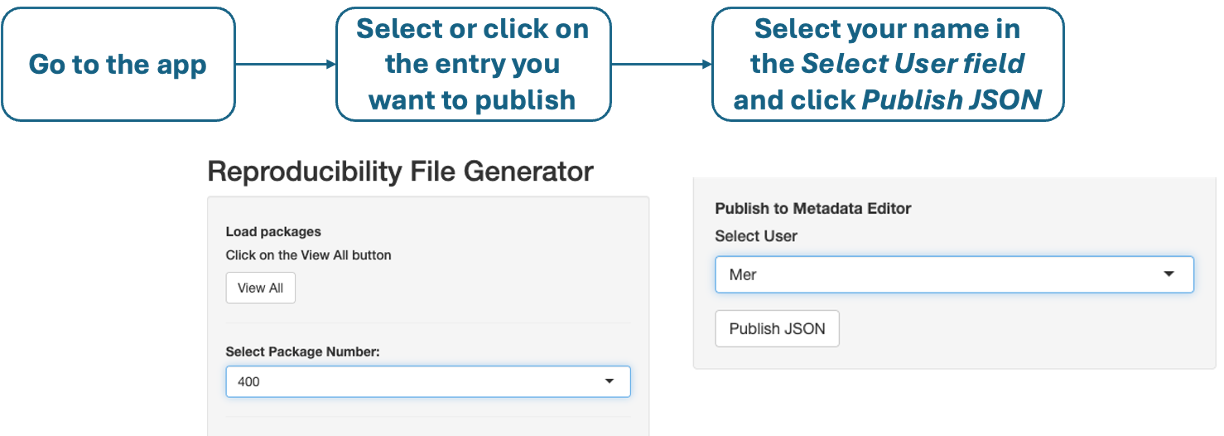 Go to the app
Select or click on
the entry you
want to publish
Select your name in
the Select User field
and click Publish JSON
Reproducibility File Generator
Load packages
Click on the View All button
View All
Select Package Number:
400
Publish to Metadata Editor
Select User
Mer
Publish JSON